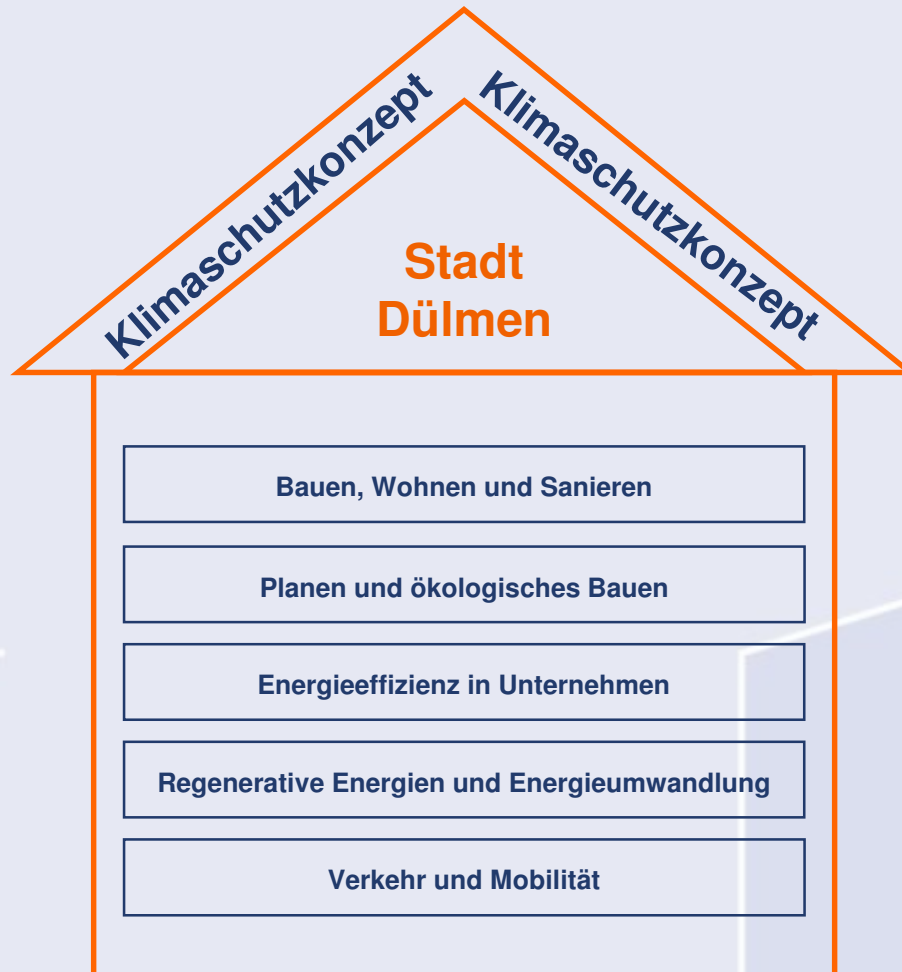 Klimaschutzkonzept
Klimaschutzkonzept
Stadt
Dülmen
Bauen, Wohnen und Sanieren
Planen und ökologisches Bauen
Energieeffizienz in Unternehmen
Regenerative Energien und Energieumwandlung
Verkehr und Mobilität